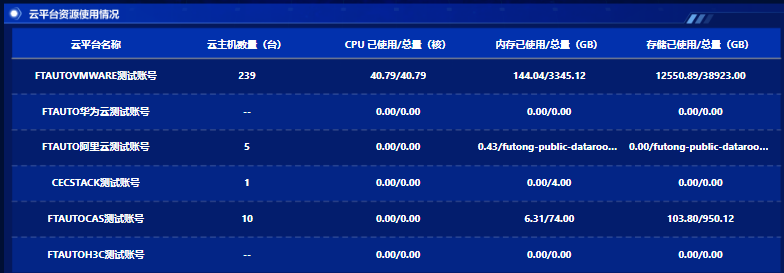 云平台资源使用情况
云平台名称 云主机数量（台） CPU 已使用/总量（核） 内存已使用/总量（GB） 存储已使用/总量（GB）
FTAUTOVMWARE测试账号 239 40.79/40.79 144.04/3345.12 12550.89/38923.00
FTAUTO华为云测试账号 -- 0.00/0.00 0.00/0.00 0.00/0.00
FTAUTO阿里云测试账号 5 0.00/0.00 0.43/futong-public-dataroo... 0.00/futong-public-dataroo...
CECSTACK测试账号 1 0.00/0.00 0.00/4.00 0.00/0.00
FTAUTOCAS测试账号 10 0.00/0.00 6.31/74.00 103.80/950.12
FTAUTOH3C测试账号 -- 0.00/0.00 0.00/0.00 0.00/0.00